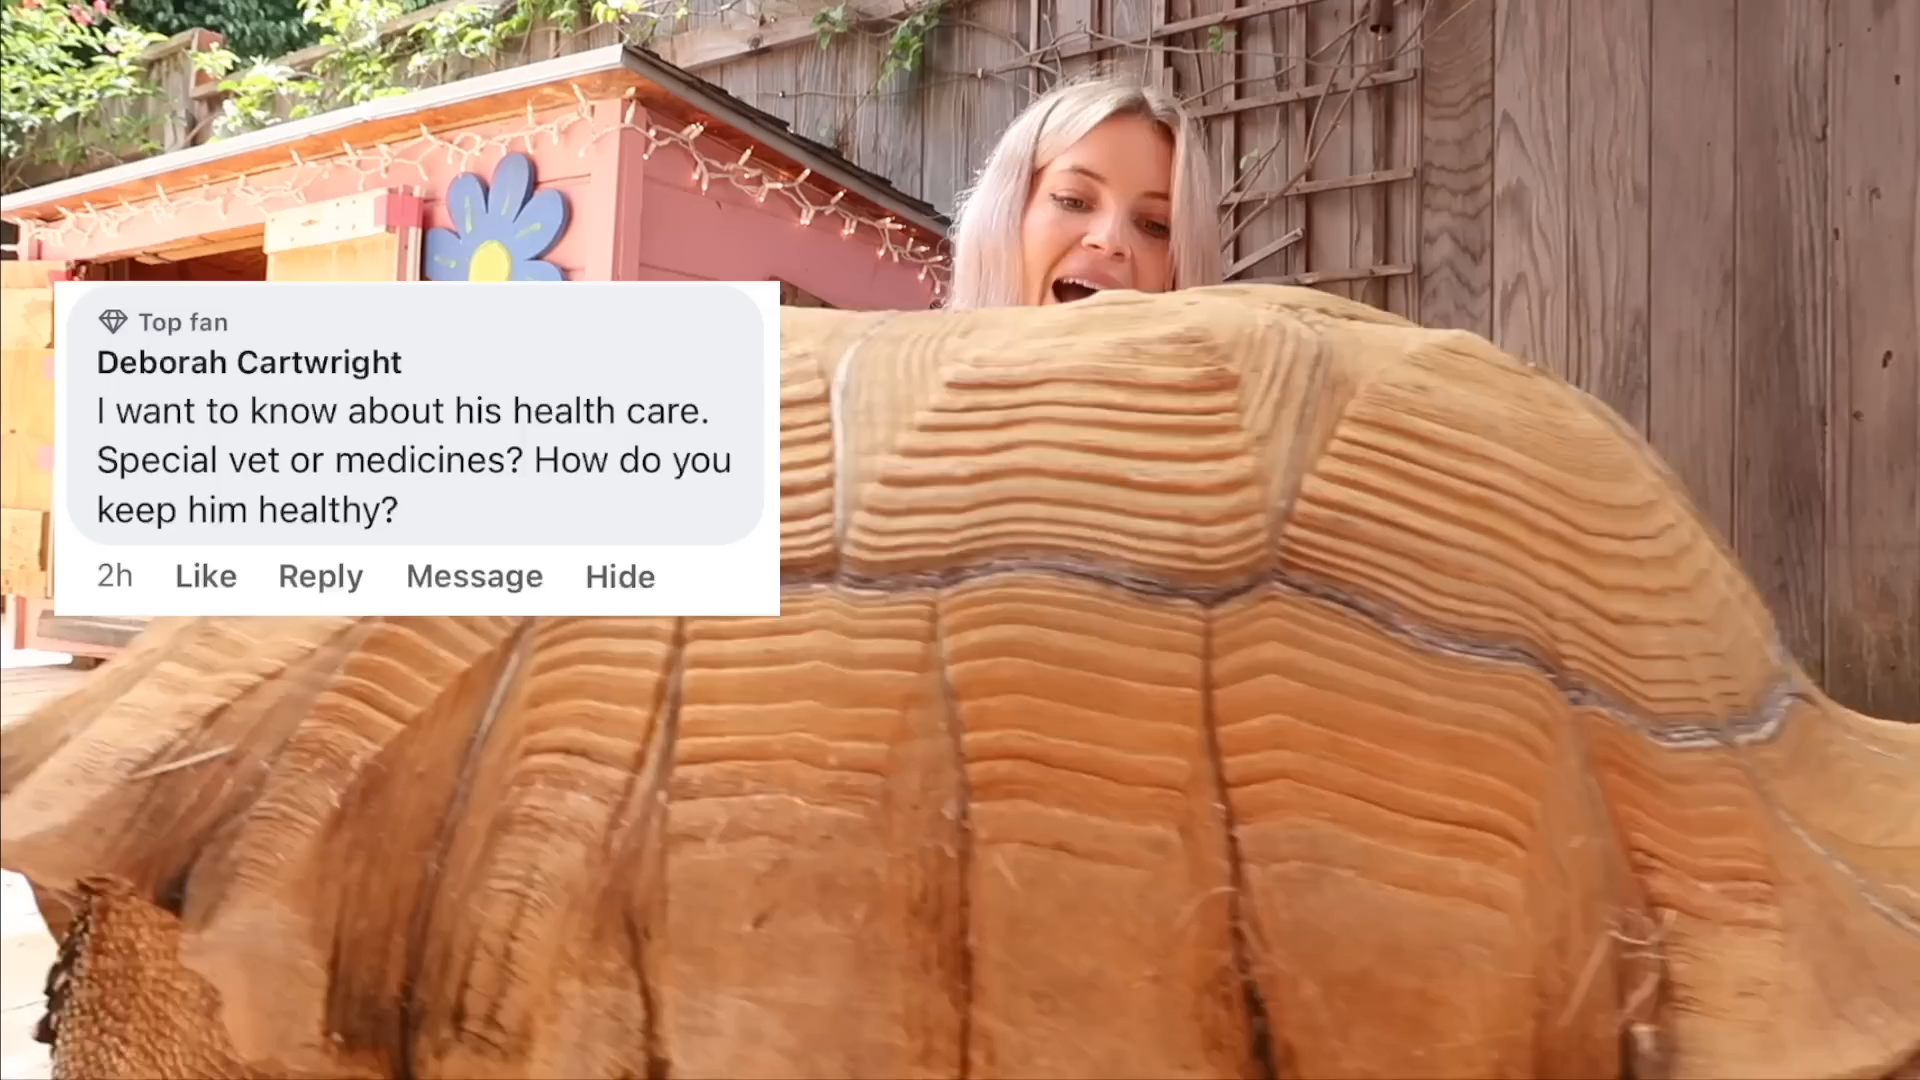 Top fan
Deborah Cartwright
I want to know about his health care.
Special vet or medicines? How do you
keep him healthy?
2h Like Reply Message Hide